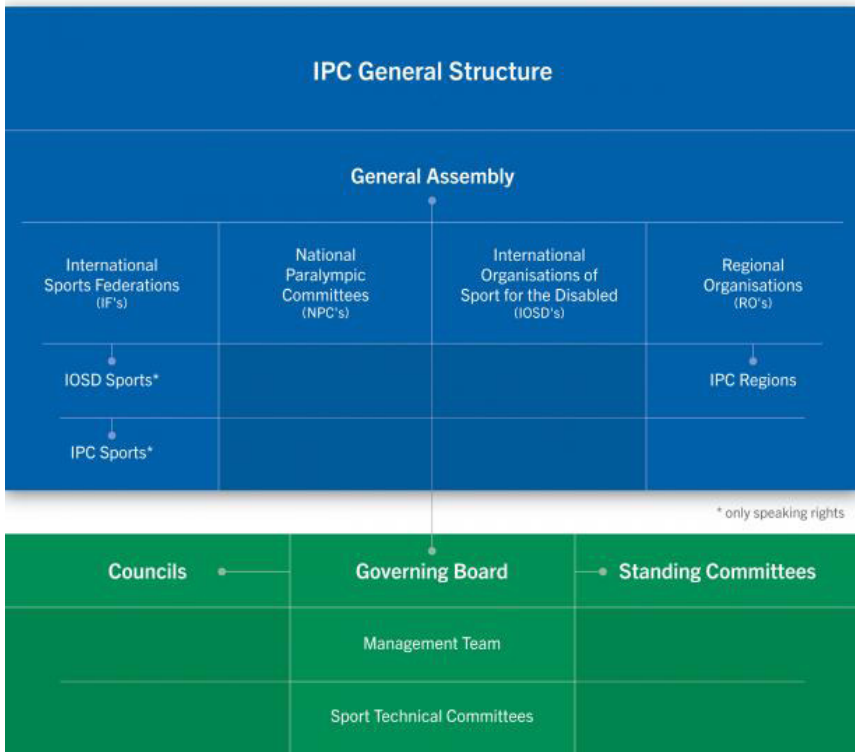 IPC General Structure
General Assembly
International
Sports Federations
(IF's)
National
Paralympic
Committees
(NPC's)
International
Organisations of
Sport for the Disabled
(IOSD's)
Regional
Organisations
(RO's)
IOSD Sports*
IPC Regions
IPC Sports*
* only speaking rights
Councils
Governing Board
Standing Committees
Management Team
Sport Technical Committees